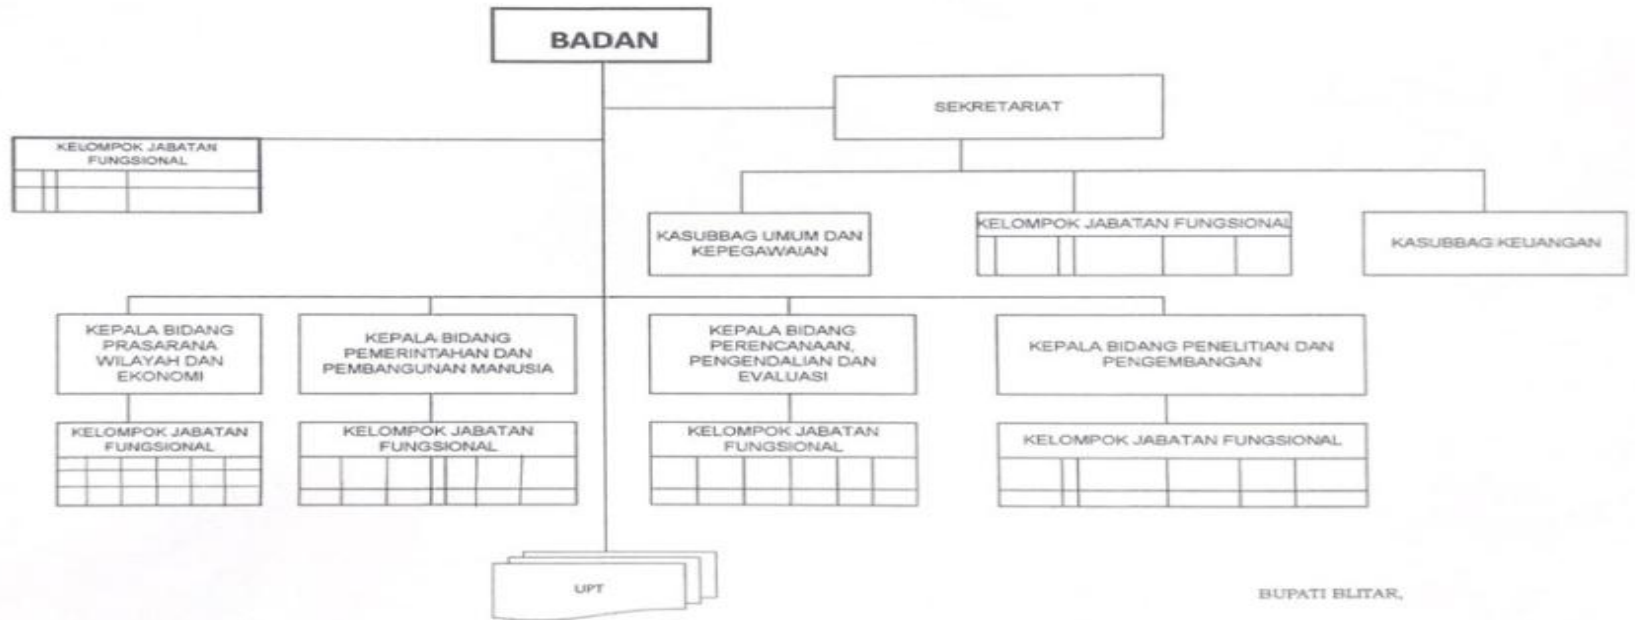 BADAN
SEKRETARIAT
KELOMPOK JABATAN
FUNGSIONAL
KASUBBAG UMUM DAN
KEPEGAWAIAN
KELOMPOK JABATAN FUNGSIONAL
KASUBBAG KEUANGAN
KEPALA BIDANG
PRASARANA
WILAYAH DAN
EKONOMI
KEPALA BIDANG
PEMERINTAHAN DAN
PEMBANGUNAN MANUSIA
KEPALA BIDANG
PERENCANAAN,
PENGENDALIAN DAN
EVALUASI
KEPALA BIDANG PENELITIAN DAN
PENGEMBANGAN
KELOMPOK JABATAN
FUNGSIONAL
KELOMPOK JABATAN
FUNGSIONAL
KELOMPOK JABATAN
FUNGSIONAL
KELOMPOK JABATAN FUNGSIONAL
UPT
BUPATI BLITAR,